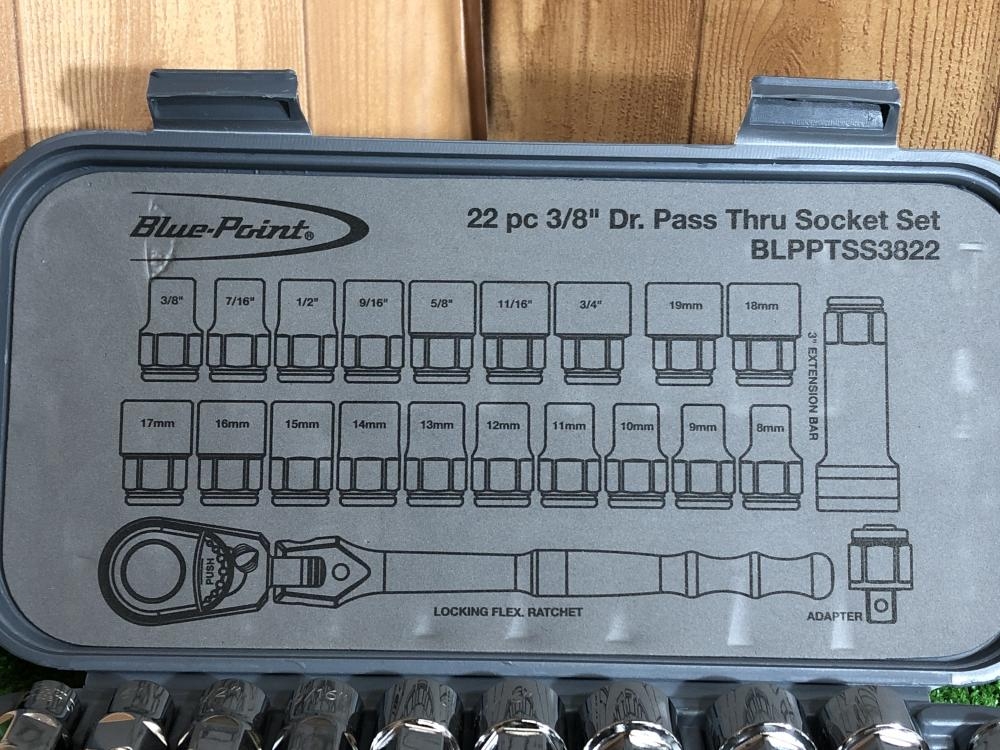 Blue-Point®
22 pc 3/8" Dr. Pass Thru Socket Set
BLPPTSS3822
3/8" 7/16" 1/2" 9/16" 5/8" 11/16" 3/4" 19mm 18mm
3" EXTENSION BAR
17mm 16mm 15mm 14mm 13mm 12mm 11mm 10mm 9mm 8mm
PUSH
LOCKING FLEX. RATCHET
ADAPTER